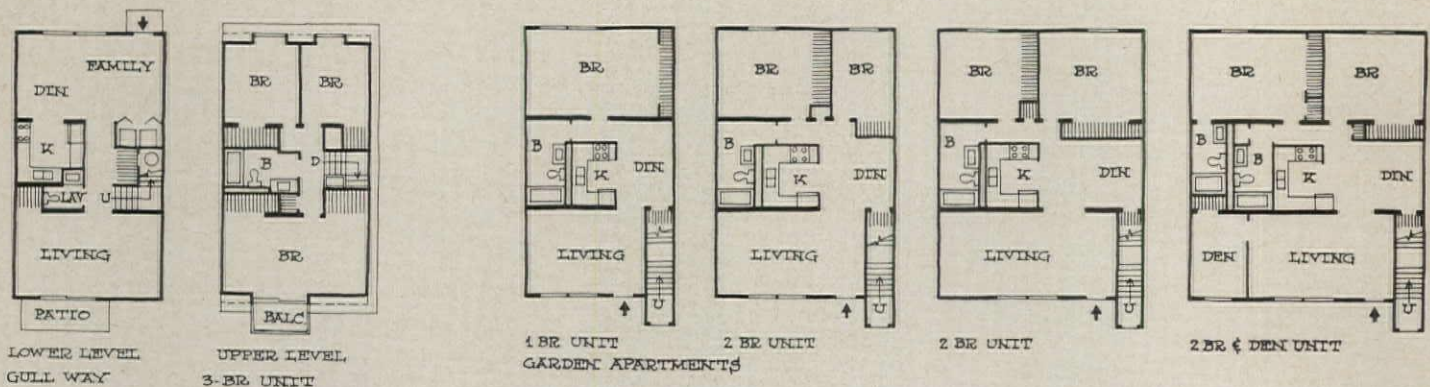 FAMILY
DIN
K
LAV
U
LIVING
PATIO
LOWER LEVEL
GULL WAY
BR
BR
B
D
BR
BALC
UPPER LEVEL
3-BR UNIT
BR
B
K
DIN
LIVING
U
1 BR UNIT
GARDEN APARTMENTS
BR
BR
B
K
DIN
LIVING
U
2 BR UNIT
BR
BR
B
K
DIN
LIVING
U
2 BR UNIT
BR
BR
B
B
K
DIN
DEN
LIVING
U
2 BR & DEN UNIT